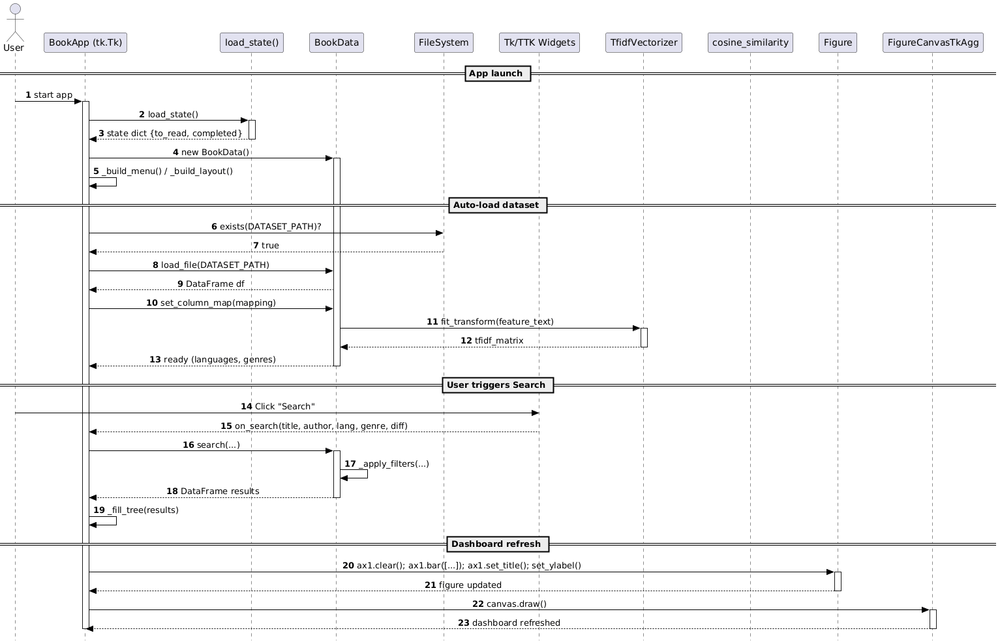 User
BookApp (tk.Tk)
load_state()
BookData
FileSystem
Tk/TTK Widgets
TfidfVectorizer
cosine_similarity
Figure
FigureCanvasTkAgg
App launch
1 start app
2 load_state()
3 state dict {to_read, completed}
4 new BookData()
5 _build_menu() / _build_layout()
Auto-load dataset
6 exists(DATASET_PATH)?
7 true
8 load_file(DATASET_PATH)
9 DataFrame df
10 set_column_map(mapping)
11 fit_transform(feature_text)
12 tfidf_matrix
13 ready (languages, genres)
User triggers Search
14 Click "Search"
15 on_search(title, author, lang, genre, diff)
16 search(...)
17 _apply_filters(...)
18 DataFrame results
19 _fill_tree(results)
Dashboard refresh
20 ax1.clear(); ax1.bar([...]); ax1.set_title(); set_ylabel()
21 figure updated
22 canvas.draw()
23 dashboard refreshed